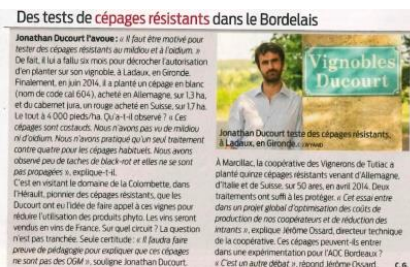 Des tests de cépages résistants dans le Bordelais
Jonathan Ducourt l'avoue : « Il faut être motivé pour
tester des cépages résistants au mildiou et à l'oïdium. »
De fait, il lui a fallu six mois pour décrocher l'autorisation
d'en planter sur son vignoble, à Ladaux, en Gironde.
Finalement, en juin 2014, il a planté un cépage en blanc
(nom de code cal 604), acheté en Allemagne, sur 1,3 ha,
et du cabernet jura, un rouge acheté en Suisse, sur 1,7 ha.
Le tout à 4 000 pieds/ha. Qu'a-t-il observé ? « Ces
cépages sont costauds. Nous n'avons pas vu de mildiou
ni d'oïdium. Nous n'avons pratiqué qu'un seul traitement
contre quatre pour les cépages habituels. Nous avons
observé peu de taches de black-rot et elles ne se sont
pas propagées », explique-t-il.
C'est en visitant le domaine de la Colombette, dans
l'Hérault, pionnier des cépages résistants, que les
Ducourt ont eu l'idée de faire appel à ces vignes pour
réduire l'utilisation des produits phyto. Les vins seront
vendus en vins de France. Sur quel circuit ? La question
n'est pas tranchée. Seule certitude : « Il faudra faire
preuve de pédagogie pour expliquer que ces cépages
ne sont pas des OGM », souligne Jonathan Ducourt.
Vignobles
Ducourt
Jonathan Ducourt teste des cépages résistants,
à Ladaux, en Gironde.
À Marcillac, la coopérative des Vignerons de Tutiac a
planté quinze cépages résistants venant d'Allemagne,
d'Italie et de Suisse, sur 50 ares, en avril 2014. Deux
traitements ont suffi à les protéger. « Cet essai entre
dans un projet global d'optimisation des coûts de
production de nos coopérateurs et de réduction des
intrants », explique Jérôme Ossard, directeur technique
de la coopérative. Ces cépages peuvent-ils entrer
dans une expérimentation pour l'AOC Bordeaux ?
« C'est un autre débat », répond Jérôme Ossard.